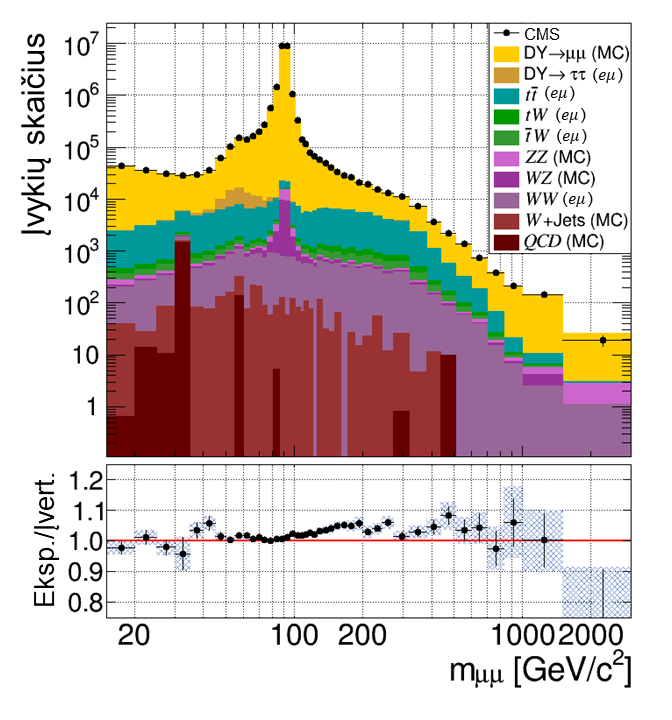 Įvykių skaičius
10⁷
10⁶
10⁵
10⁴
10³
10²
10
1
CMS
DY→μμ (MC)
DY→ ττ (eμ)
tt̅ (eμ)
tW (eμ)
t̅W (eμ)
ZZ (MC)
WZ (MC)
WW (eμ)
W+Jets (MC)
QCD (MC)
Eksp./Įvert.
1.2
1.1
1.0
0.9
0.8
20 100 200 1000 2000
mμμ [GeV/c²]